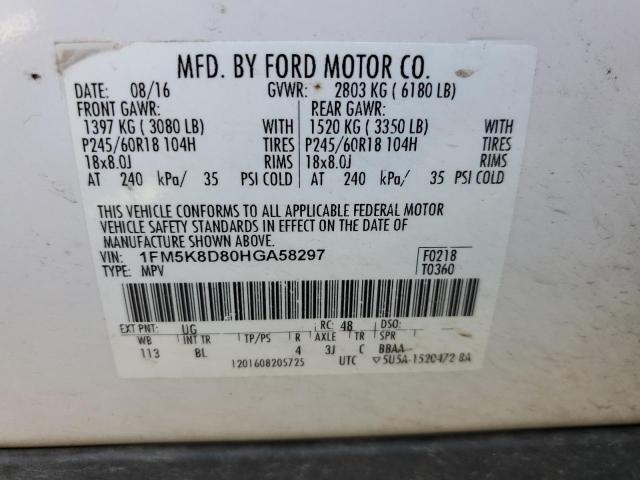 MFD. BY FORD MOTOR CO.
DATE: 08/16 GVWR: 2803 KG ( 6180 LB)
FRONT GAWR: REAR GAWR:
1397 KG ( 3080 LB) WITH 1520 KG ( 3350 LB) WITH
P245/60R18 104H TIRES P245/60R18 104H TIRES
18x8.0J RIMS 18x8.0J RIMS
AT 240 kPa/ 35 PSI COLD AT 240 kPa/ 35 PSI COLD
THIS VEHICLE CONFORMS TO ALL APPLICABLE FEDERAL MOTOR
VEHICLE SAFETY STANDARDS IN EFFECT ON THE DATE OF
MANUFACTURE SHOWN ABOVE.
VIN: 1FM5K8D80HGA58297 F0218
TYPE: MPV T0360
EXT PNT: UG RC: 48 DSO:
WB INT TR TP/PS R AXLE TR SPR
113 BL 4 3J C BBAA
1201608205725 UTC ▽5U5A-1520472-BA